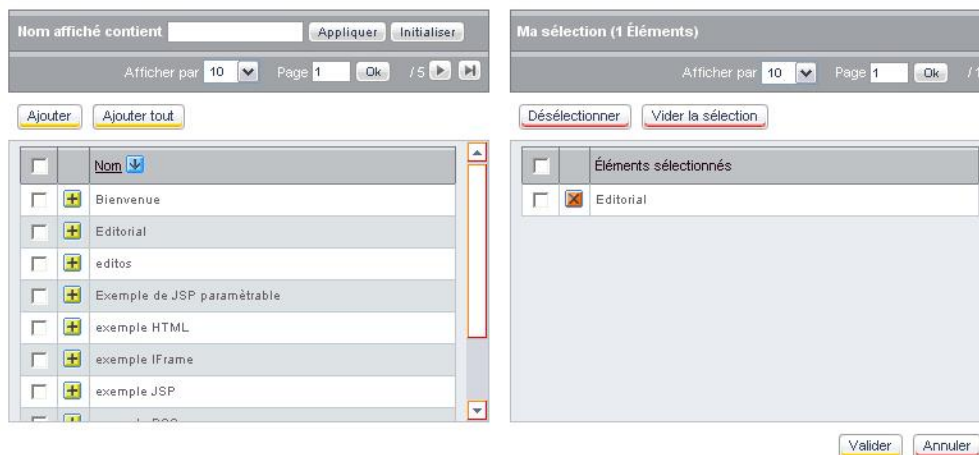 Nom affiché contient Appliquer Initialiser
Afficher par 10 Page 1 Ok / 5
Ajouter Ajouter tout
Nom
Bienvenue
Editorial
editos
Exemple de JSP paramètrable
exemple HTML
exemple IFrame
exemple JSP
Ma sélection (1 Éléments)
Afficher par 10 Page 1 Ok / 1
Désélectionner Vider la sélection
Éléments sélectionnés
Editorial
Valider Annuler